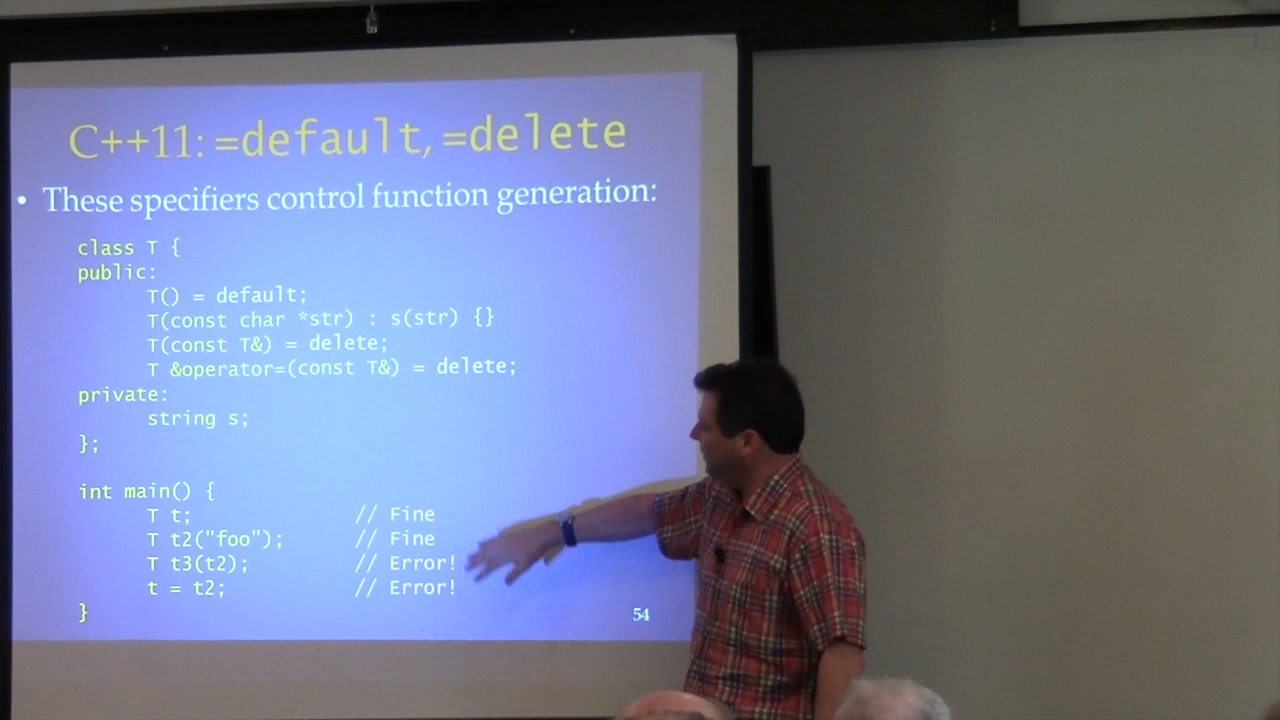 C++11: =default, =delete
• These specifiers control function generation:
class T {
public:
T() = default;
T(const char *str) : s(str) {}
T(const T&) = delete;
T &operator=(const T&) = delete;
private:
string s;
};
int main() {
T t; // Fine
T t2("foo"); // Fine
T t3(t2); // Error!
t = t2; // Error!
}
54